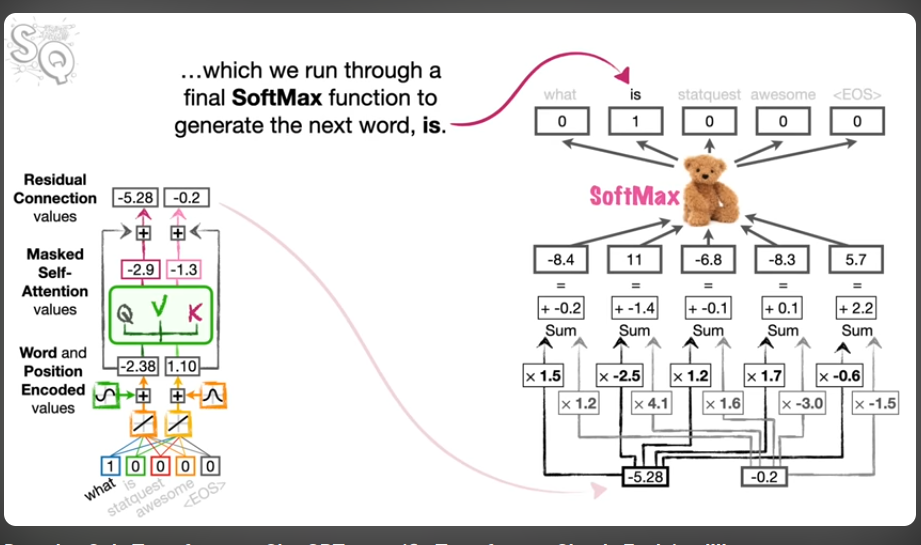 SQ
…which we run through a
final SoftMax function to
generate the next word, is.
what is statquest awesome <EOS>
0 1 0 0 0
SoftMax
-8.4 11 -6.8 -8.3 5.7
= = = = =
+ -0.2 + -1.4 + -0.1 + 0.1 + 2.2
Sum Sum Sum Sum Sum
× 1.5 × -2.5 × 1.2 × 1.7 × -0.6
× 1.2 × 4.1 × 1.6 × -3.0 × -1.5
-5.28 -0.2
Residual
Connection
values
-5.28 -0.2
+ +
Masked
Self-
Attention
values
-2.9 -1.3
Q V K
Word and
Position
Encoded
values
-2.38 1.10
+ +
1 0 0 0 0
what is statquest awesome <EOS>